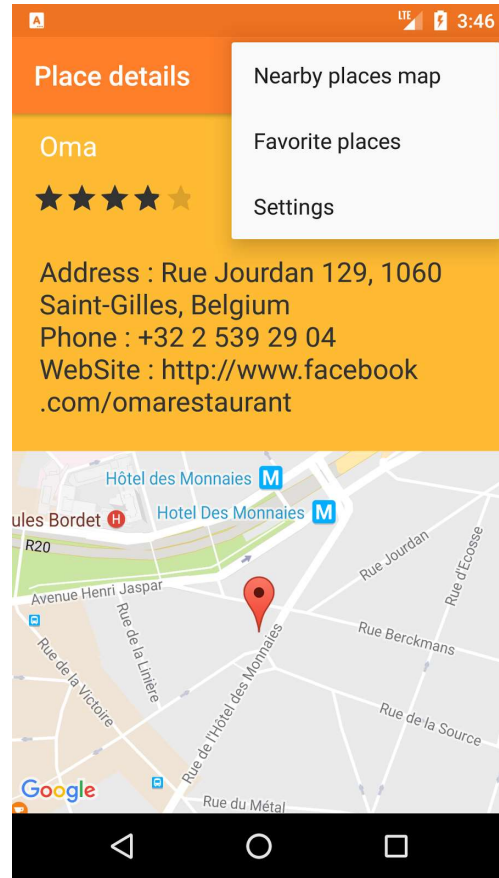 A
LTE
3:46
Place details
Nearby places map
Favorite places
Settings
Oma
Address : Rue Jourdan 129, 1060
Saint-Gilles, Belgium
Phone : +32 2 539 29 04
WebSite : http://www.facebook
.com/omarestaurant
Hôtel des Monnaies M
ules Bordet H
Hotel Des Monnaies M
R20
Rue Jourdan
Rue d'Ecosse
Avenue Henri Jaspar
Rue de la Linière
Rue Berckmans
Rue de la Victoire
Rue de l'Hôtel des Monnaies
Rue de la Source
Google
Rue du Métal